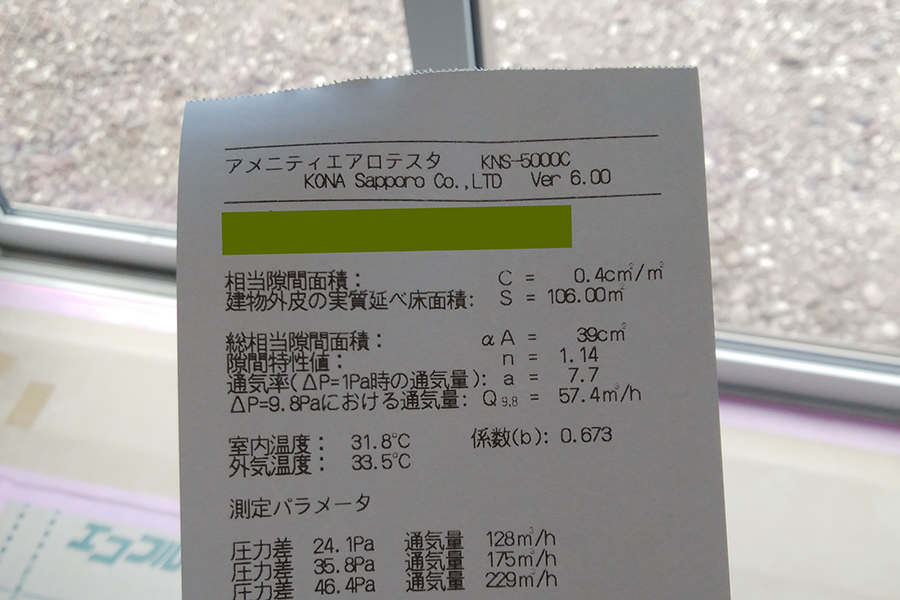 アメニティエアロテスタ KNS-5000C
KONA Sapporo Co.,LTD Ver 6.00
相当隙間面積: C = 0.4cm²/m²
建物外皮の実質延べ床面積: S = 106.00m²
総相当隙間面積: αA = 39cm²
隙間特性値: n = 1.14
通気率(ΔP=1Pa時の通気量): a = 7.7
ΔP=9.8Paにおける通気量: Q9.8 = 57.4m³/h
室内温度: 31.8℃ 係数(b): 0.673
外気温度: 33.5℃
測定パラメータ
圧力差 24.1Pa 通気量 128m³/h
圧力差 35.8Pa 通気量 175m³/h
圧力差 46.4Pa 通気量 229m³/h
エコフル